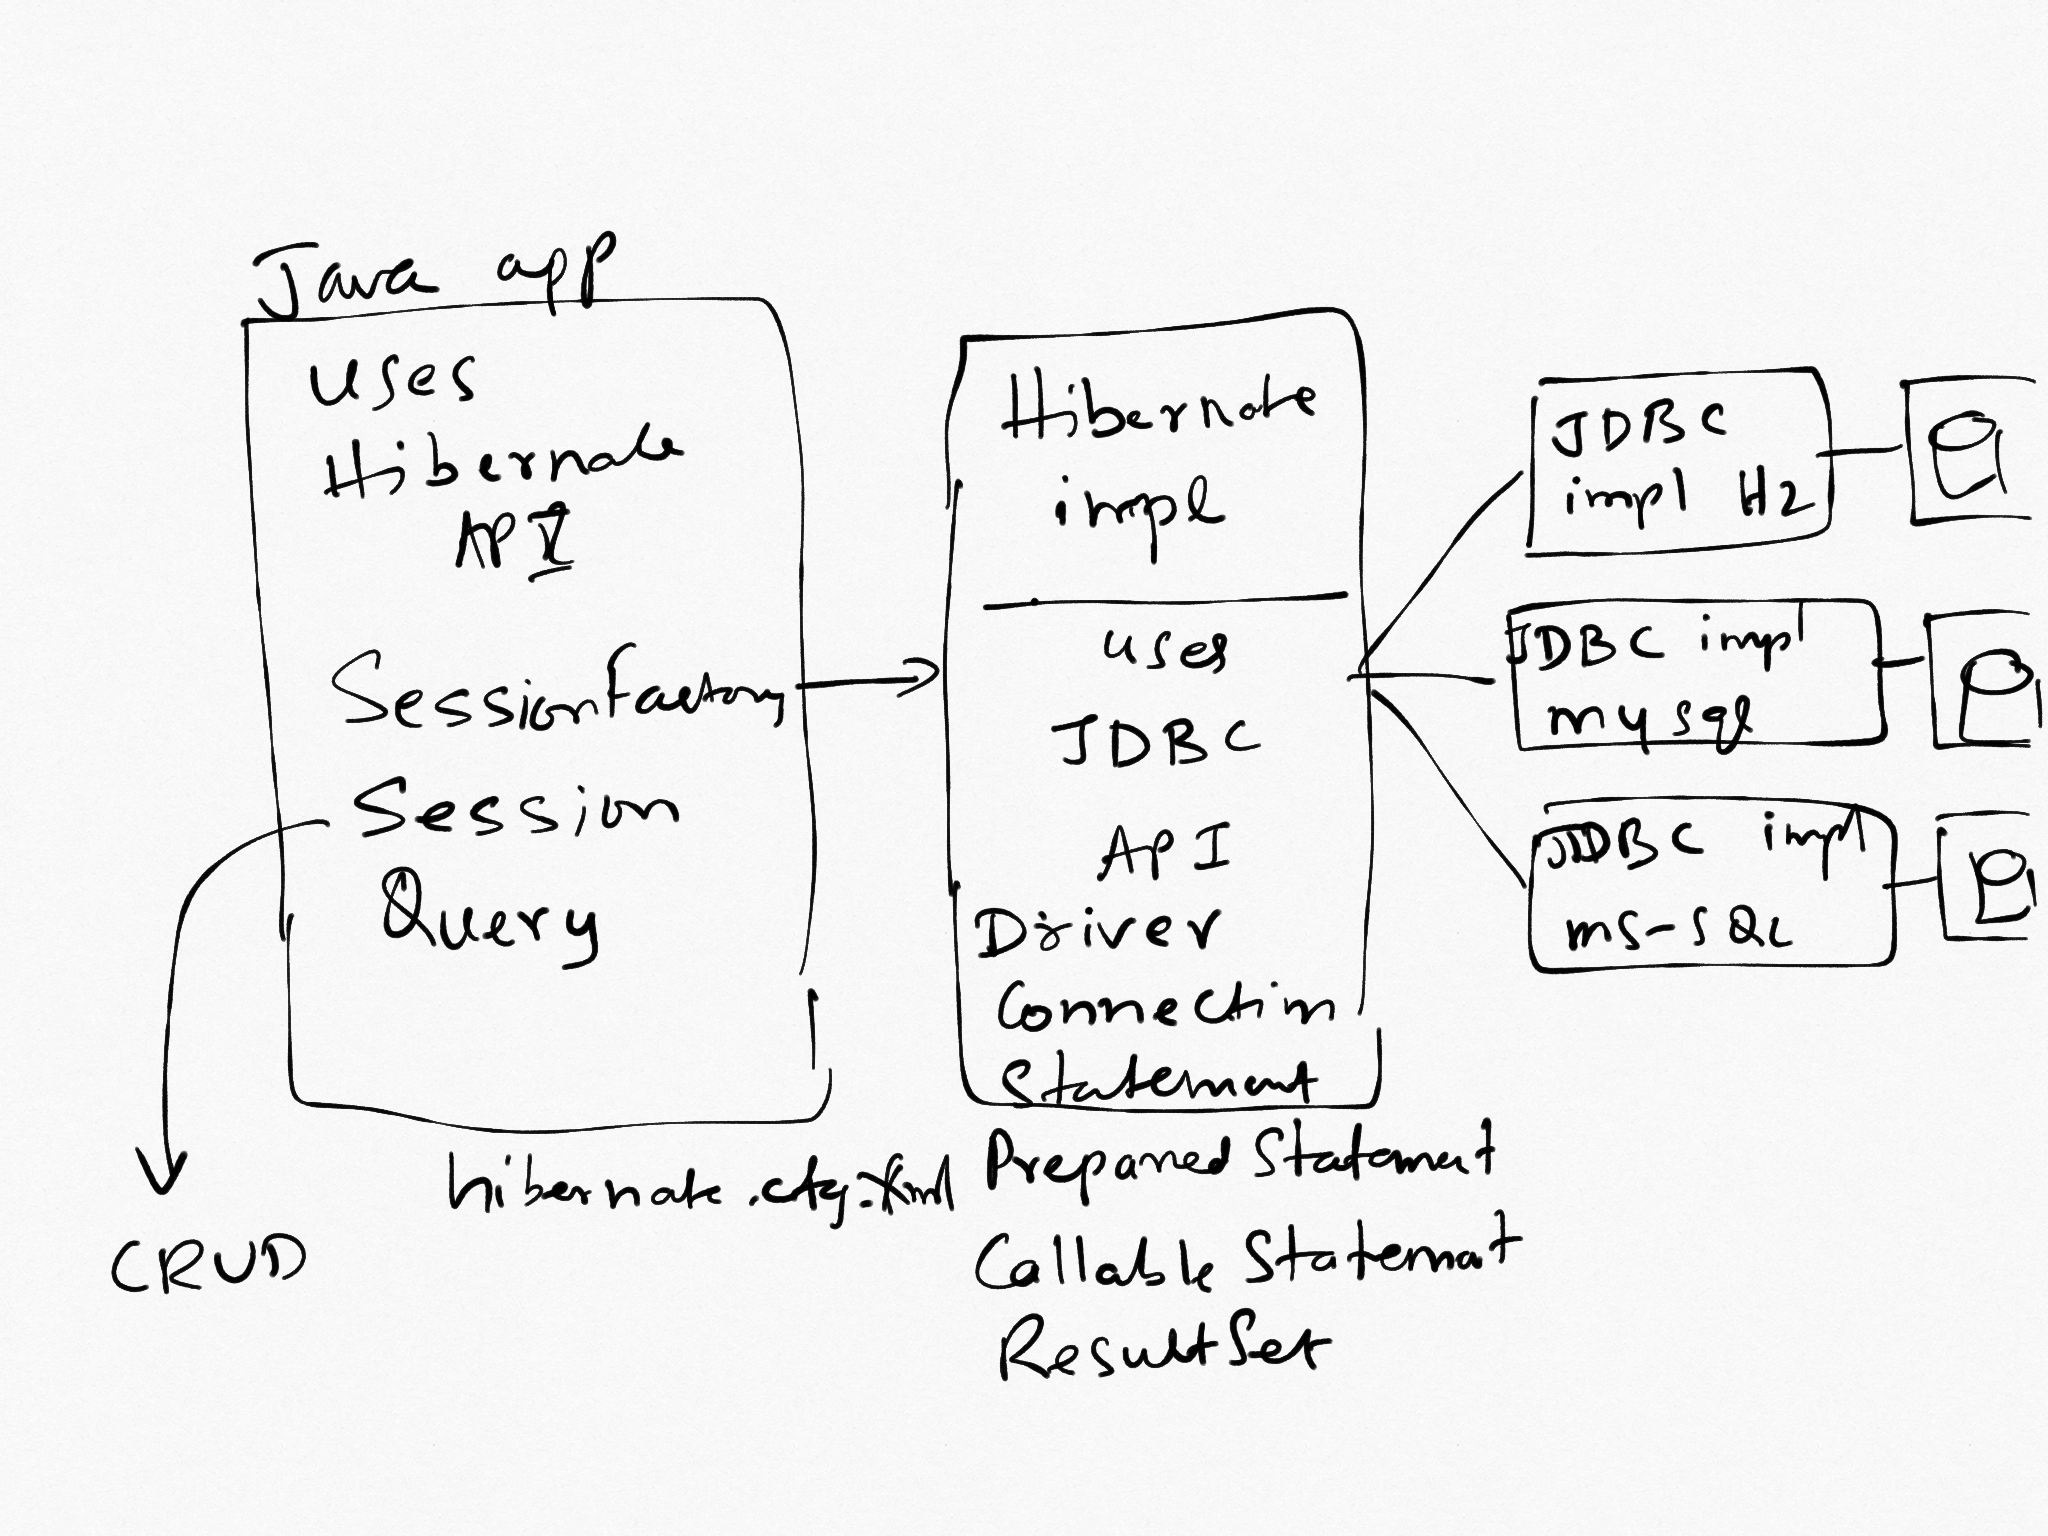 Java app
uses
Hibernate
API
SessionFactory
Session
Query
CRUD
hibernate.cfg.xml
Hibernate
impl
uses
JDBC
API
Driver
Connection
Statement
Prepared Statement
Callable Statement
ResultSet
JDBC
impl H2
JDBC impl
mysql
JDBC impl
ms-SQL